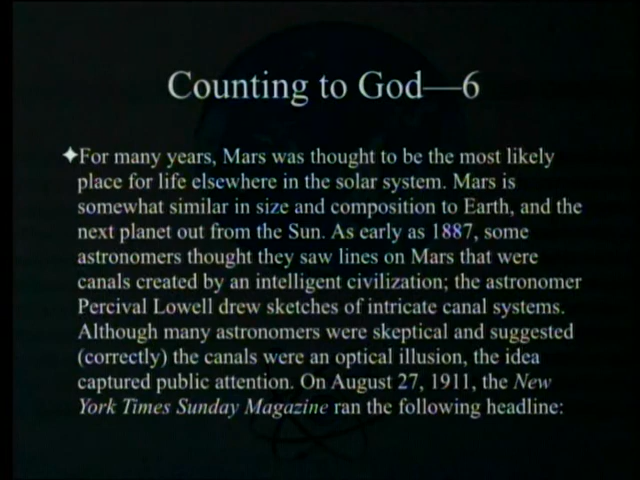 Counting to God—6
✦For many years, Mars was thought to be the most likely
place for life elsewhere in the solar system. Mars is
somewhat similar in size and composition to Earth, and the
next planet out from the Sun. As early as 1887, some
astronomers thought they saw lines on Mars that were
canals created by an intelligent civilization; the astronomer
Percival Lowell drew sketches of intricate canal systems.
Although many astronomers were skeptical and suggested
(correctly) the canals were an optical illusion, the idea
captured public attention. On August 27, 1911, the New
York Times Sunday Magazine ran the following headline: